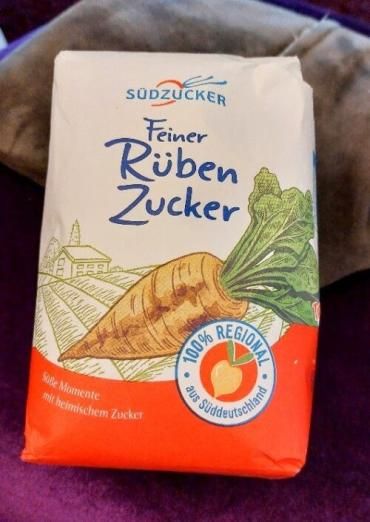 SÜDZUCKER
Feiner
Rüben
Zucker
100% REGIONAL
aus Süddeutschland
Süße Momente
mit heimischem Zucker